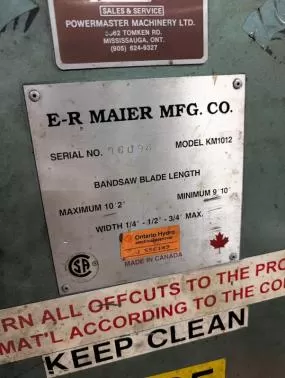 SALES & SERVICE
POWERMASTER MACHINERY LTD.
TOMKEN RD.
MISSISSAUGA, ONT.
(905) 624-9327
E-R MAIER MFG. CO.
SERIAL NO. 76094 MODEL KM1012
BANDSAW BLADE LENGTH
MAXIMUM 10'2" MINIMUM 9'10"
WIDTH 1/4" - 1/2" - 3/4" MAX.
Ontario Hydro
MADE IN CANADA
RN ALL OFFCUTS TO THE PRO
MAT'L ACCORDING TO THE CO
KEEP CLEAN